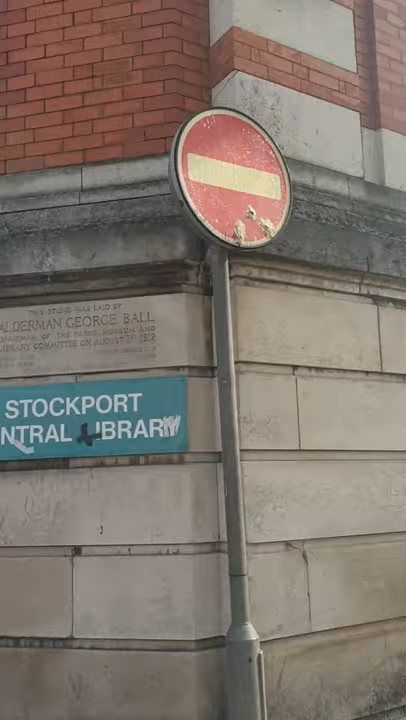 THIS STONE WAS LAID BY
ALDERMAN GEORGE BALL
CHAIRMAN OF THE PARKS MUSEUM AND
LIBRARY COMMITTEE ON AUGUST 1912
STOCKPORT
NTRAL LIBRARY